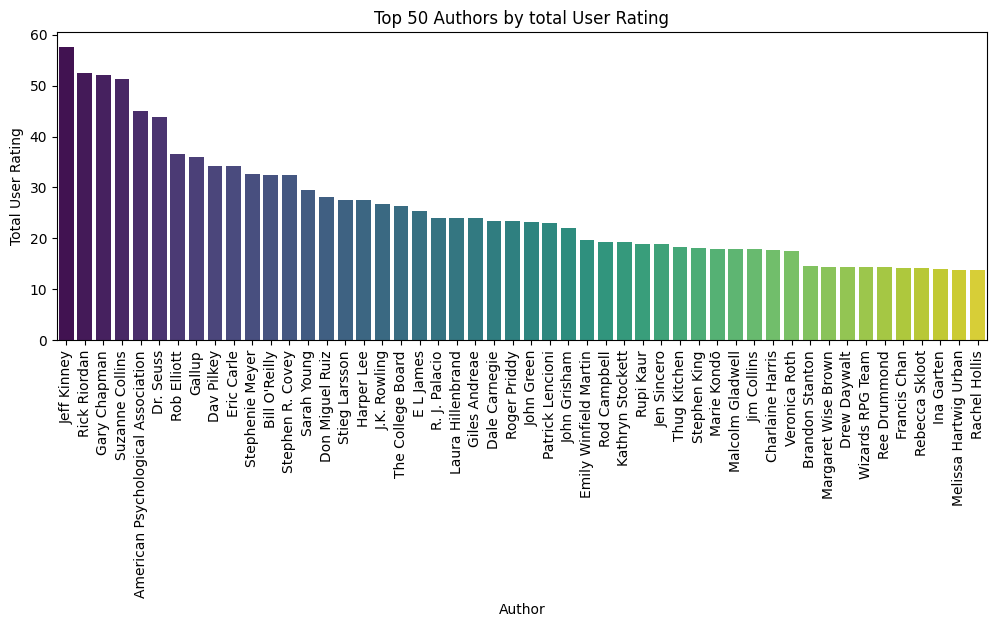 Top 50 Authors by total User Rating
Total User Rating
60
50
40
30
20
10
0
Jeff Kinney
Rick Riordan
Gary Chapman
Suzanne Collins
American Psychological Association
Dr. Seuss
Rob Elliott
Gallup
Dav Pilkey
Eric Carle
Stephenie Meyer
Bill O'Reilly
Stephen R. Covey
Sarah Young
Don Miguel Ruiz
Stieg Larsson
Harper Lee
J.K. Rowling
The College Board
E L James
R. J. Palacio
Laura Hillenbrand
Giles Andreae
Dale Carnegie
Roger Priddy
John Green
Patrick Lencioni
John Grisham
Emily Winfield Martin
Rod Campbell
Kathryn Stockett
Rupi Kaur
Jen Sincero
Thug Kitchen
Stephen King
Marie Kondō
Malcolm Gladwell
Jim Collins
Charlaine Harris
Veronica Roth
Brandon Stanton
Margaret Wise Brown
Drew Daywalt
Wizards RPG Team
Ree Drummond
Francis Chan
Rebecca Skloot
Ina Garten
Melissa Hartwig Urban
Rachel Hollis
Author